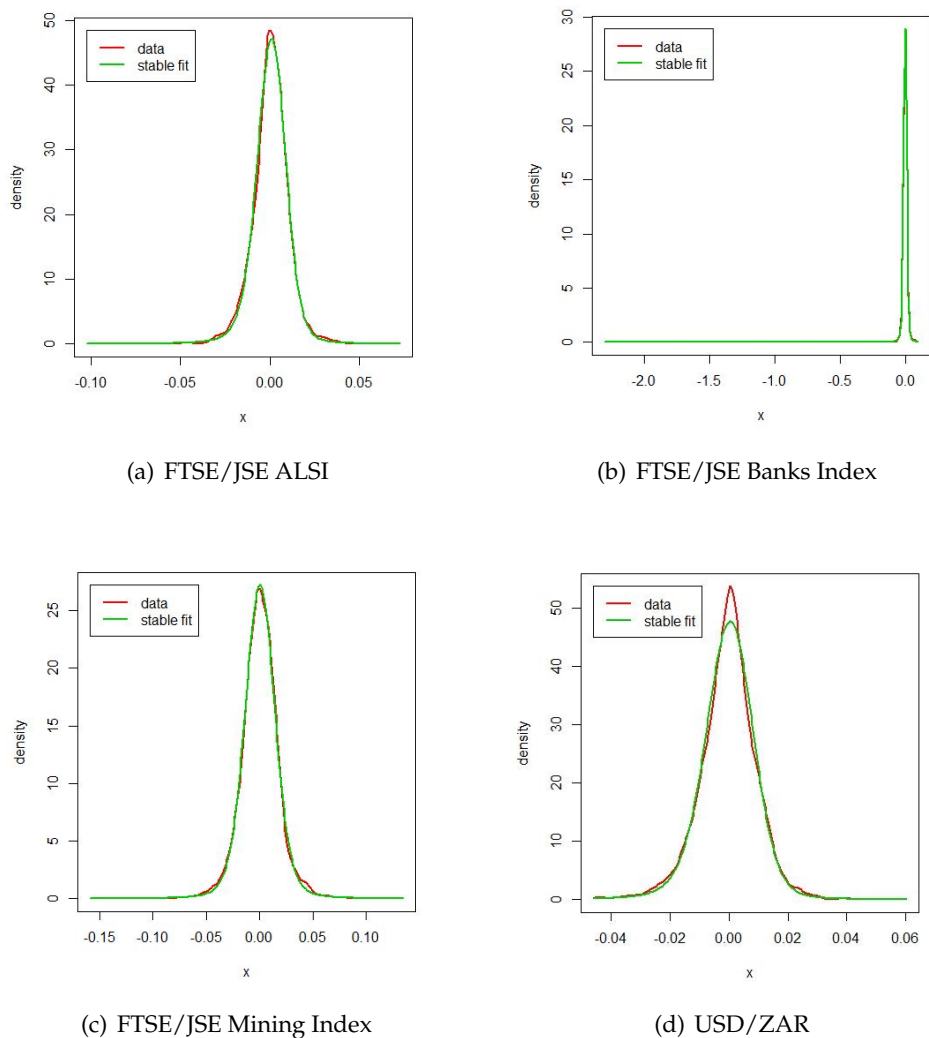 data
stable fit
density
50
40
30
20
10
0
-0.10 -0.05 0.00 0.05
x
(a) FTSE/JSE ALSI
data
stable fit
density
30
25
20
15
10
5
0
-2.0 -1.5 -1.0 -0.5 0.0
x
(b) FTSE/JSE Banks Index
data
stable fit
density
25
20
15
10
5
0
-0.15 -0.10 -0.05 0.00 0.05 0.10
x
(c) FTSE/JSE Mining Index
data
stable fit
density
50
40
30
20
10
0
-0.04 -0.02 0.00 0.02 0.04 0.06
x
(d) USD/ZAR